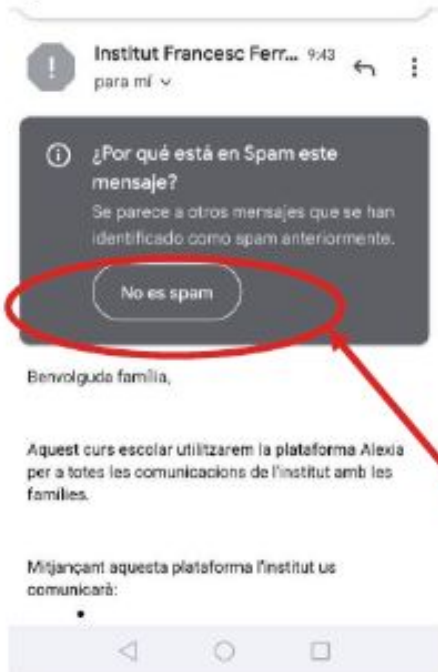 Institut Francesc Ferr... 9:43
para mí
¿Por qué está en Spam este
mensaje?
Se parece a otros mensajes que se han
identificado como spam anteriormente.
No es spam
Benvolguda família,
Aquest curs escolar utilitzarem la plataforma Alexia
per a totes les comunicacions de l'institut amb les
famílies.
Mitjançant aquesta plataforma l'institut us
comunicarà: